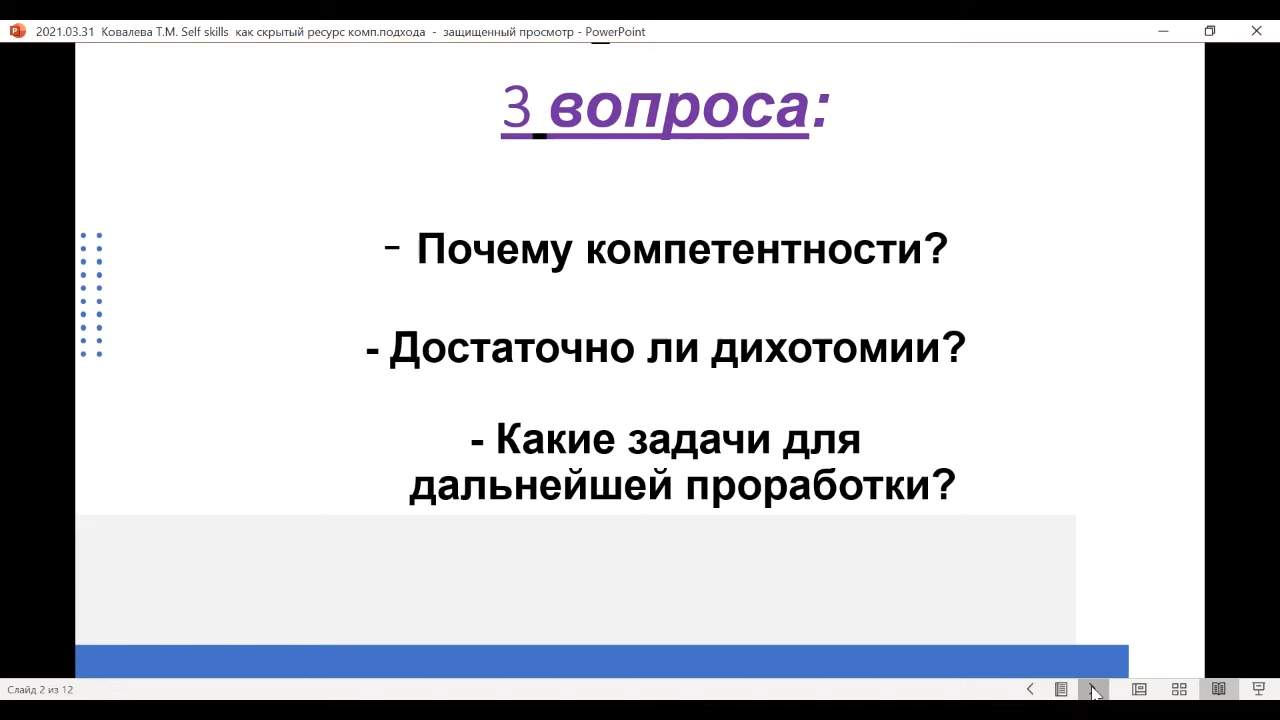 2021.03.31 Ковалева Т.М. Self skills как скрытый ресурс комп.подхода - защищенный просмотр - PowerPoint
3 вопроса:
- Почему компетентности?
- Достаточно ли дихотомии?
- Какие задачи для
дальнейшей проработки?
Слайд 2 из 12